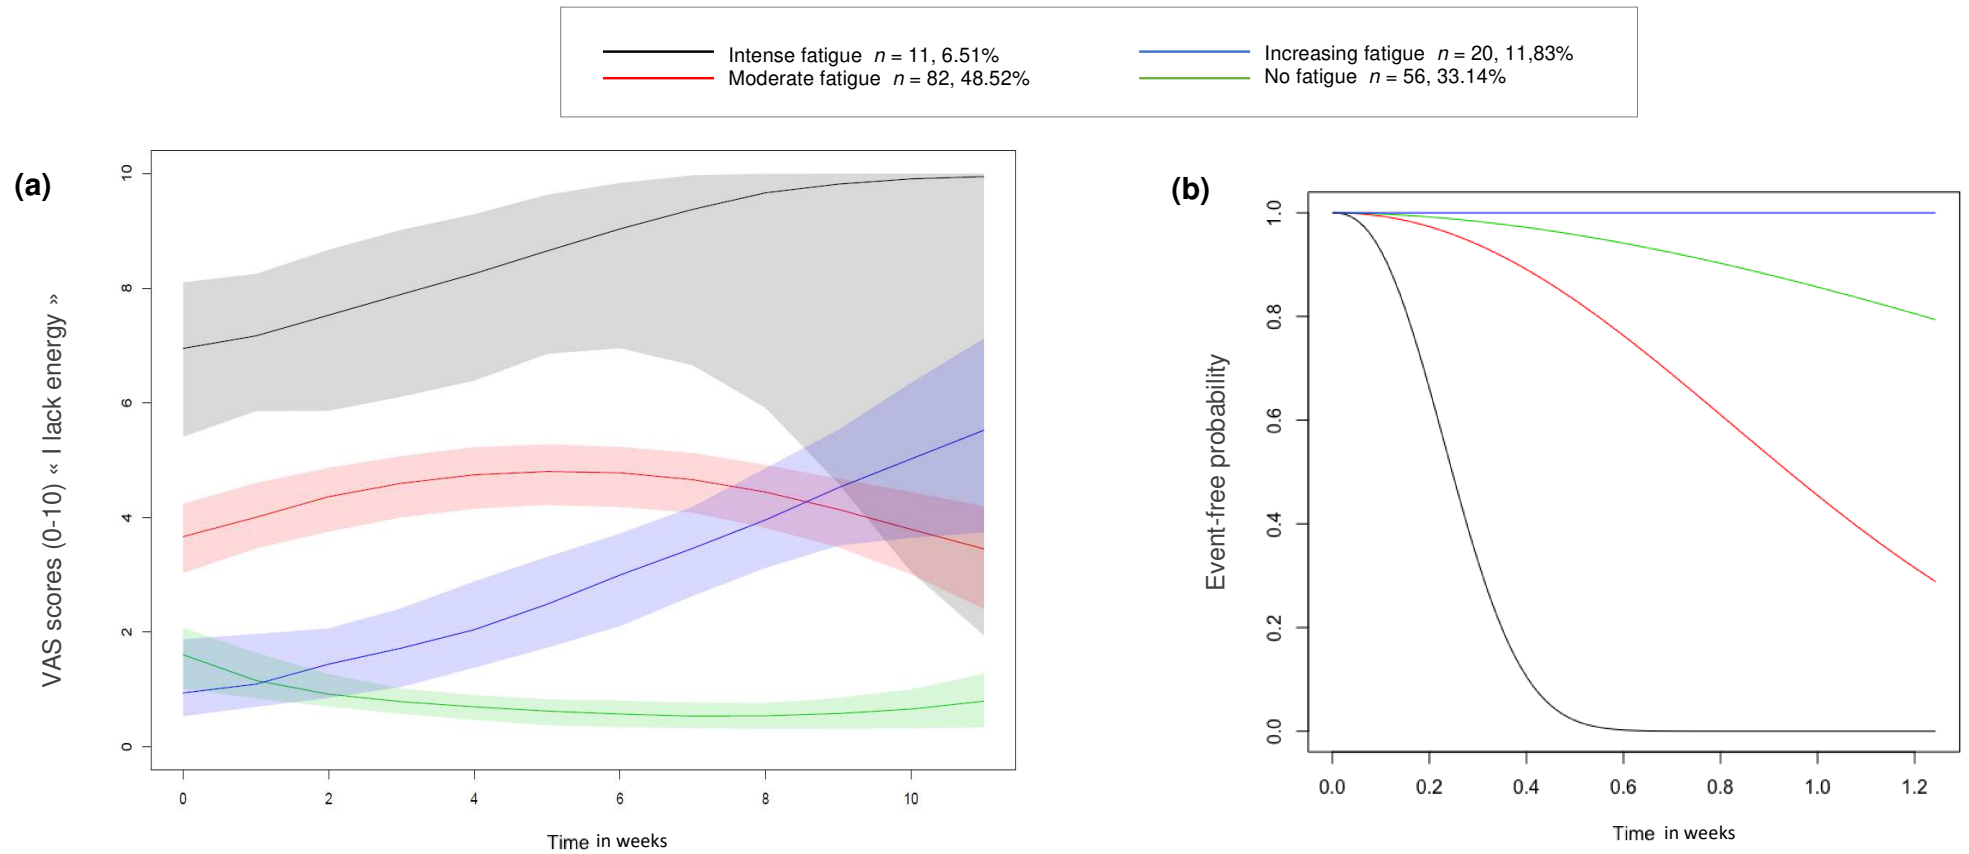 Intense fatigue n = 11, 6.51%
Moderate fatigue n = 82, 48.52%
Increasing fatigue n = 20, 11,83%
No fatigue n = 56, 33.14%
(a)
VAS scores (0-10) « I lack energy »
10
8
6
4
2
0
0 2 4 6 8 10
Time in weeks
(b)
Event-free probability
1.0
0.8
0.6
0.4
0.2
0.0
0.0 0.2 0.4 0.6 0.8 1.0 1.2
Time in weeks